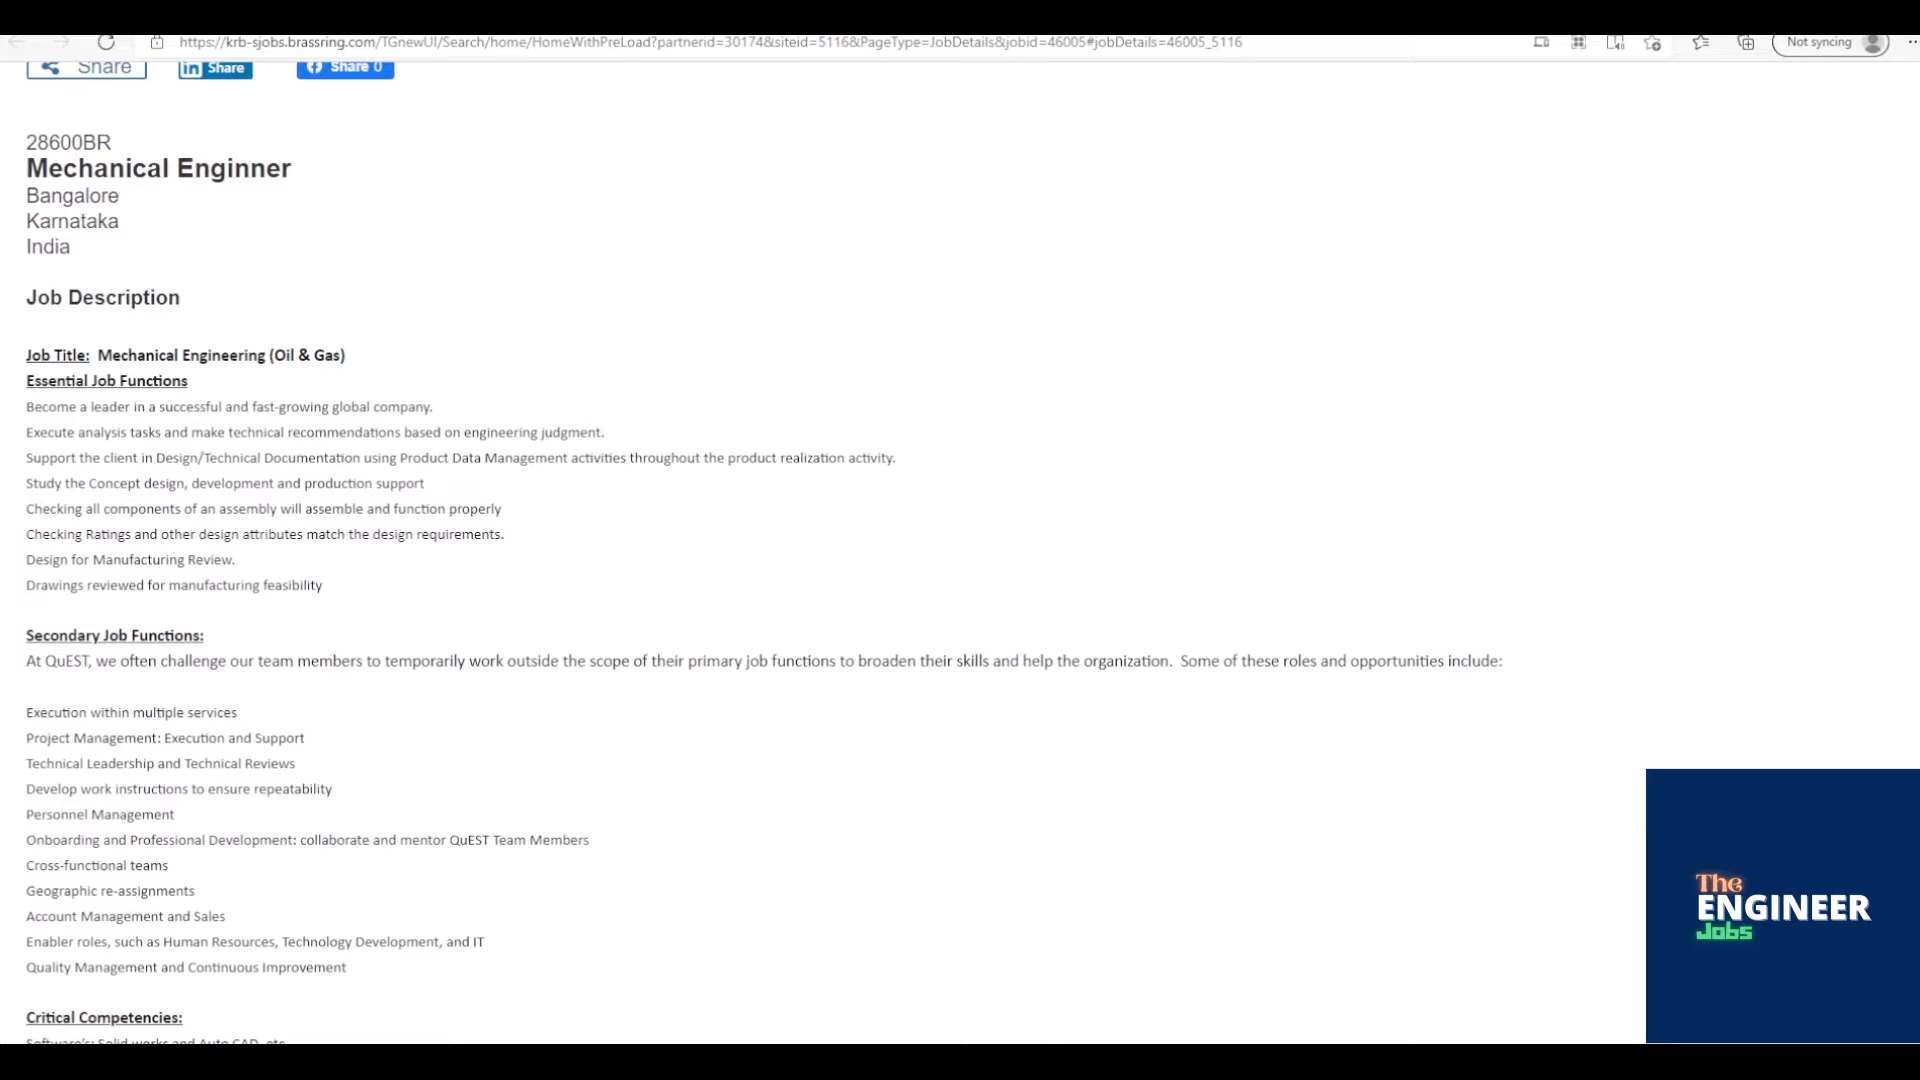 https://krb-sjobs.brassring.com/TGnewUI/Search/home/HomeWithPreLoad?partnerid=30174&siteid=5116&PageType=JobDetails&jobid=46005#jobDetails=46005_5116
Not syncing
Share
in Share
Share 0
28600BR
Mechanical Enginner
Bangalore
Karnataka
India
Job Description
Job Title: Mechanical Engineering (Oil & Gas)
Essential Job Functions
Become a leader in a successful and fast-growing global company.
Execute analysis tasks and make technical recommendations based on engineering judgment.
Support the client in Design/Technical Documentation using Product Data Management activities throughout the product realization activity.
Study the Concept design, development and production support
Checking all components of an assembly will assemble and function properly
Checking Ratings and other design attributes match the design requirements.
Design for Manufacturing Review.
Drawings reviewed for manufacturing feasibility
Secondary Job Functions:
At QuEST, we often challenge our team members to temporarily work outside the scope of their primary job functions to broaden their skills and help the organization. Some of these roles and opportunities include:
Execution within multiple services
Project Management: Execution and Support
Technical Leadership and Technical Reviews
Develop work instructions to ensure repeatability
Personnel Management
Onboarding and Professional Development: collaborate and mentor QuEST Team Members
Cross-functional teams
Geographic re-assignments
Account Management and Sales
Enabler roles, such as Human Resources, Technology Development, and IT
Quality Management and Continuous Improvement
Critical Competencies:
Software's: Solid works and Auto CAD, etc
The
ENGINEER
Jobs